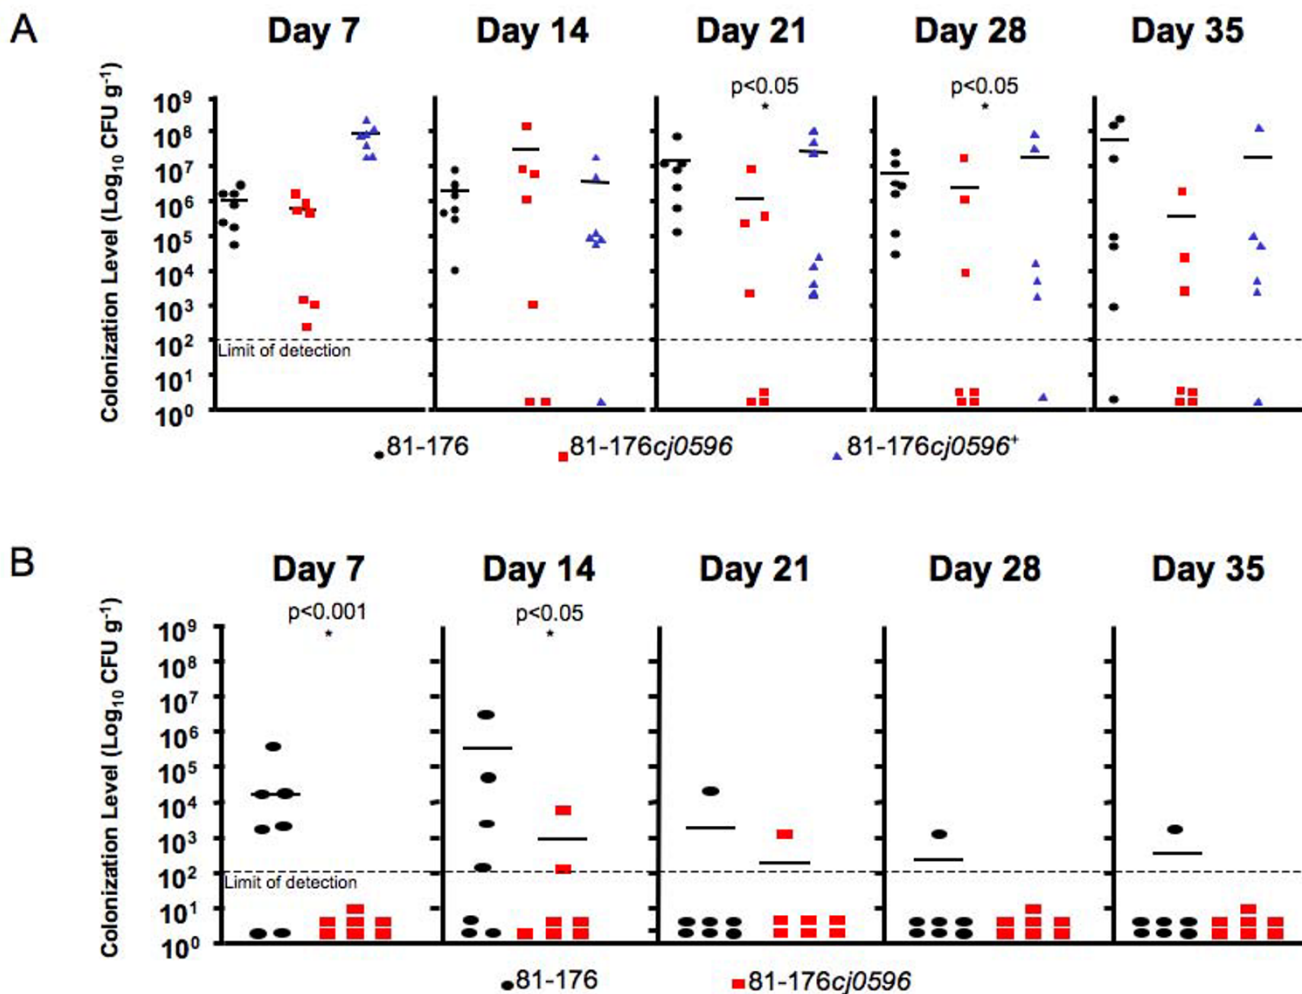 A
Day 7 Day 14 Day 21 Day 28 Day 35
p<0.05 p<0.05
* *
Colonization Level (Log₁₀ CFU g⁻¹)
10⁹
10⁸
10⁷
10⁶
10⁵
10⁴
10³
10²
Limit of detection
10¹
10⁰
81-176 81-176cj0596 81-176cj0596⁺
B
Day 7 Day 14 Day 21 Day 28 Day 35
p<0.001 p<0.05
* *
Colonization Level (Log₁₀ CFU g⁻¹)
10⁹
10⁸
10⁷
10⁶
10⁵
10⁴
10³
10²
Limit of detection
10¹
10⁰
81-176 81-176cj0596